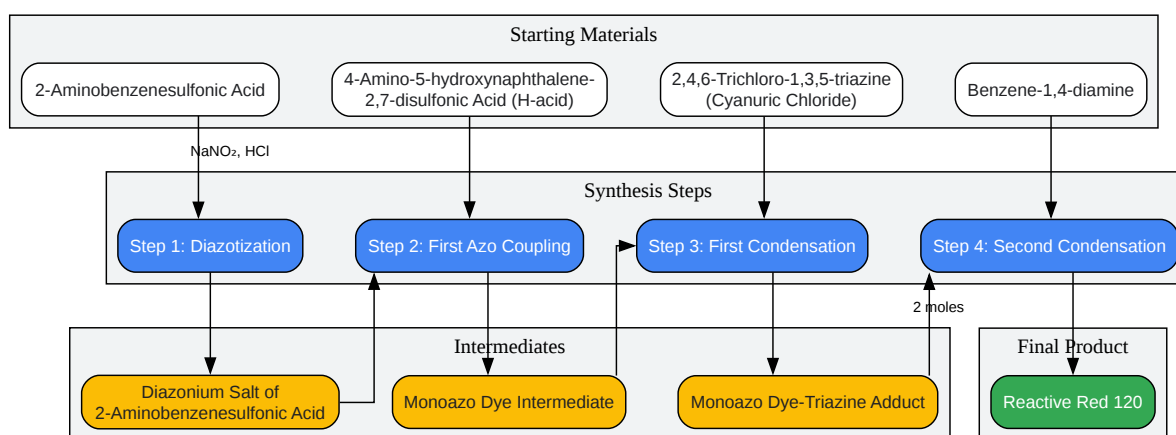 Starting Materials
2-Aminobenzenesulfonic Acid
4-Amino-5-hydroxynaphthalene-
2,7-disulfonic Acid (H-acid)
2,4,6-Trichloro-1,3,5-triazine
(Cyanuric Chloride)
Benzene-1,4-diamine
NaNO₂, HCl
Synthesis Steps
Step 1: Diazotization
Step 2: First Azo Coupling
Step 3: First Condensation
Step 4: Second Condensation
2 moles
Intermediates
Final Product
Diazonium Salt of
2-Aminobenzenesulfonic Acid
Monoazo Dye Intermediate
Monoazo Dye-Triazine Adduct
Reactive Red 120